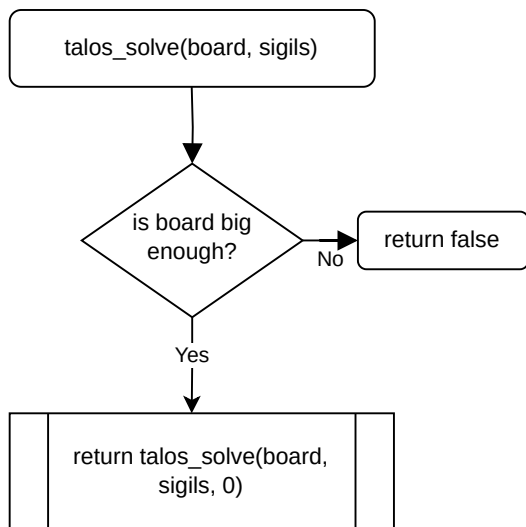 talos_solve(board, sigils)
is board big
enough?
return false
No
Yes
return talos_solve(board,
sigils, 0)